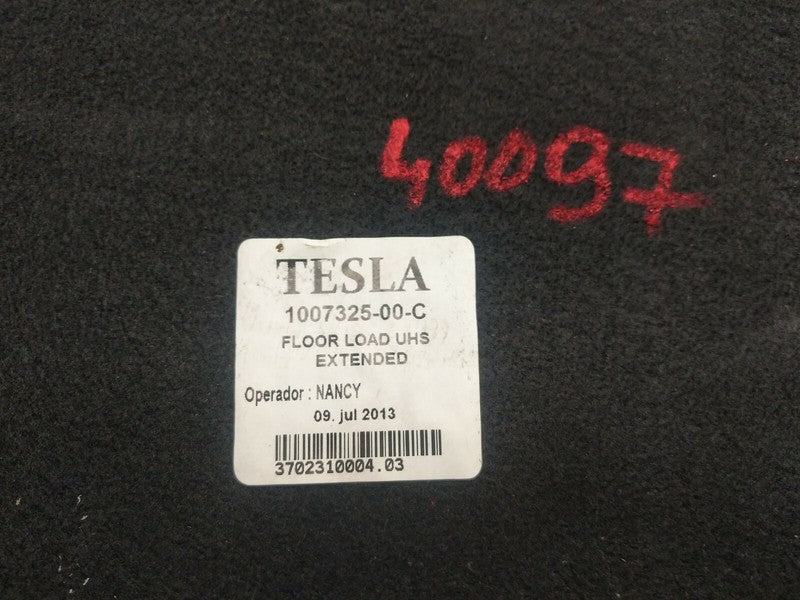 40097
TESLA
1007325-00-C
FLOOR LOAD UHS
EXTENDED
Operador : NANCY
09. jul 2013
3702310004.03